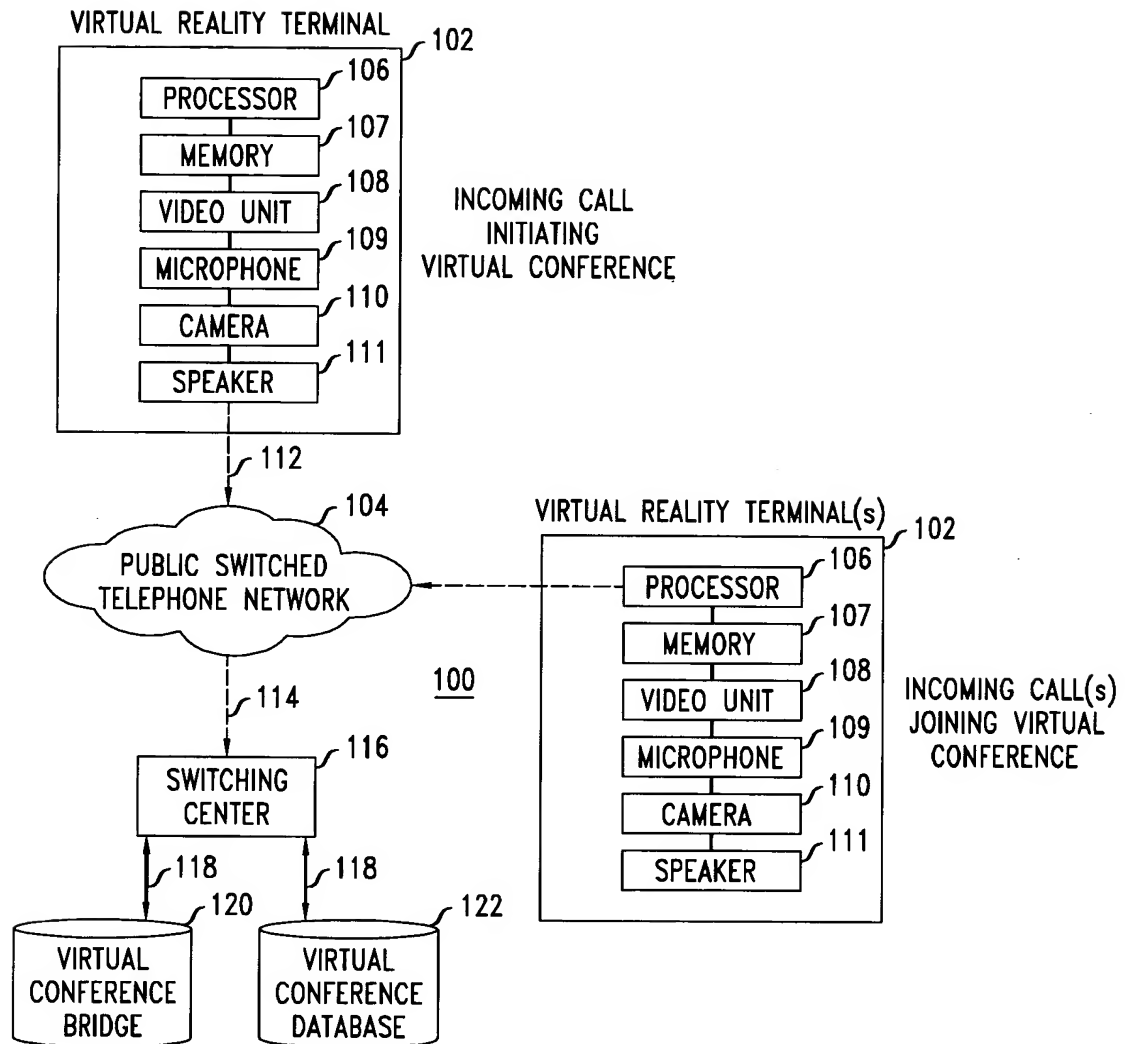 VIRTUAL REALITY TERMINAL
102
106
PROCESSOR
107
MEMORY
108
VIDEO UNIT
109
MICROPHONE
110
CAMERA
111
SPEAKER
INCOMING CALL
INITIATING
VIRTUAL CONFERENCE
112
104
PUBLIC SWITCHED
TELEPHONE NETWORK
VIRTUAL REALITY TERMINAL(s)
102
106
PROCESSOR
107
MEMORY
108
VIDEO UNIT
109
MICROPHONE
110
CAMERA
111
SPEAKER
INCOMING CALL(s)
JOINING VIRTUAL
CONFERENCE
100
114
116
SWITCHING
CENTER
118
118
120
VIRTUAL
CONFERENCE
BRIDGE
122
VIRTUAL
CONFERENCE
DATABASE